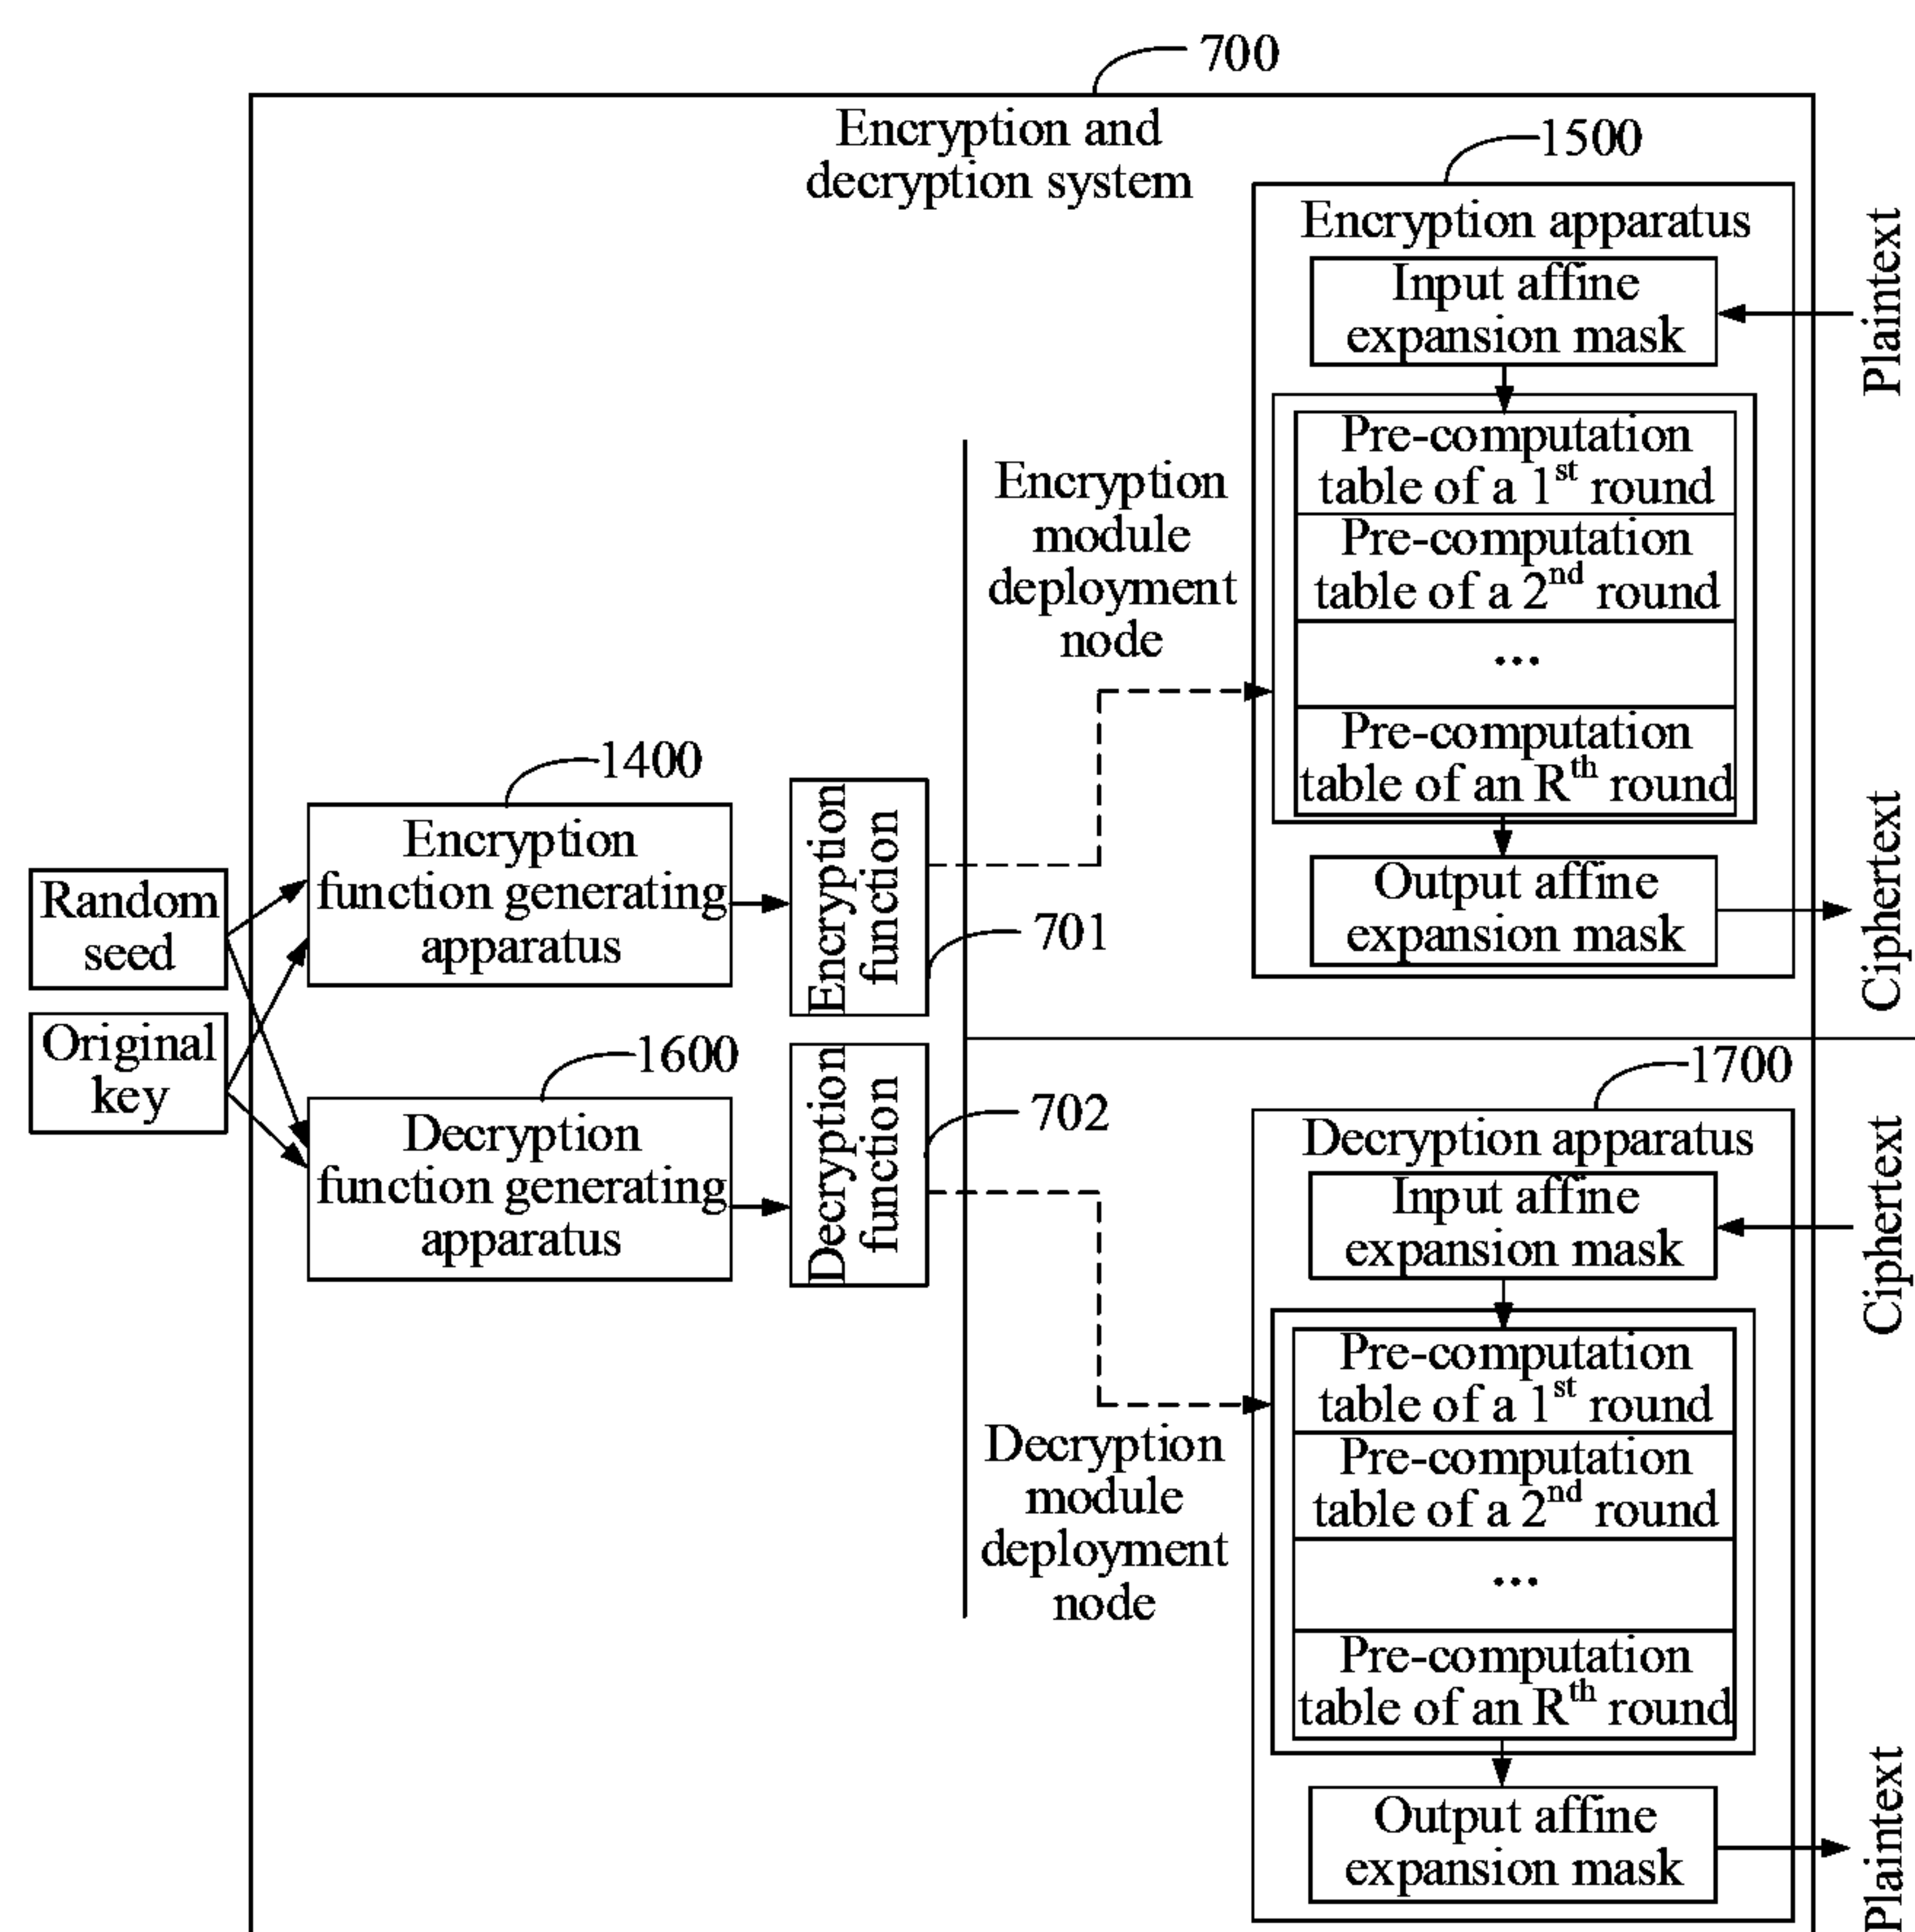 700
Encryption and
decryption system
1500
Encryption apparatus
Input affine
expansion mask
Plaintext
Pre-computation
table of a 1st round
Pre-computation
table of a 2nd round
...
Pre-computation
table of an Rth round
Output affine
expansion mask
Ciphertext
Encryption
module
deployment
node
1400
Encryption
function generating
apparatus
Encryption
function
701
Random
seed
Original
key
1600
Decryption
function generating
apparatus
Decryption
function
702
1700
Decryption apparatus
Input affine
expansion mask
Ciphertext
Pre-computation
table of a 1st round
Pre-computation
table of a 2nd round
...
Pre-computation
table of an Rth round
Output affine
expansion mask
Plaintext
Decryption
module
deployment
node